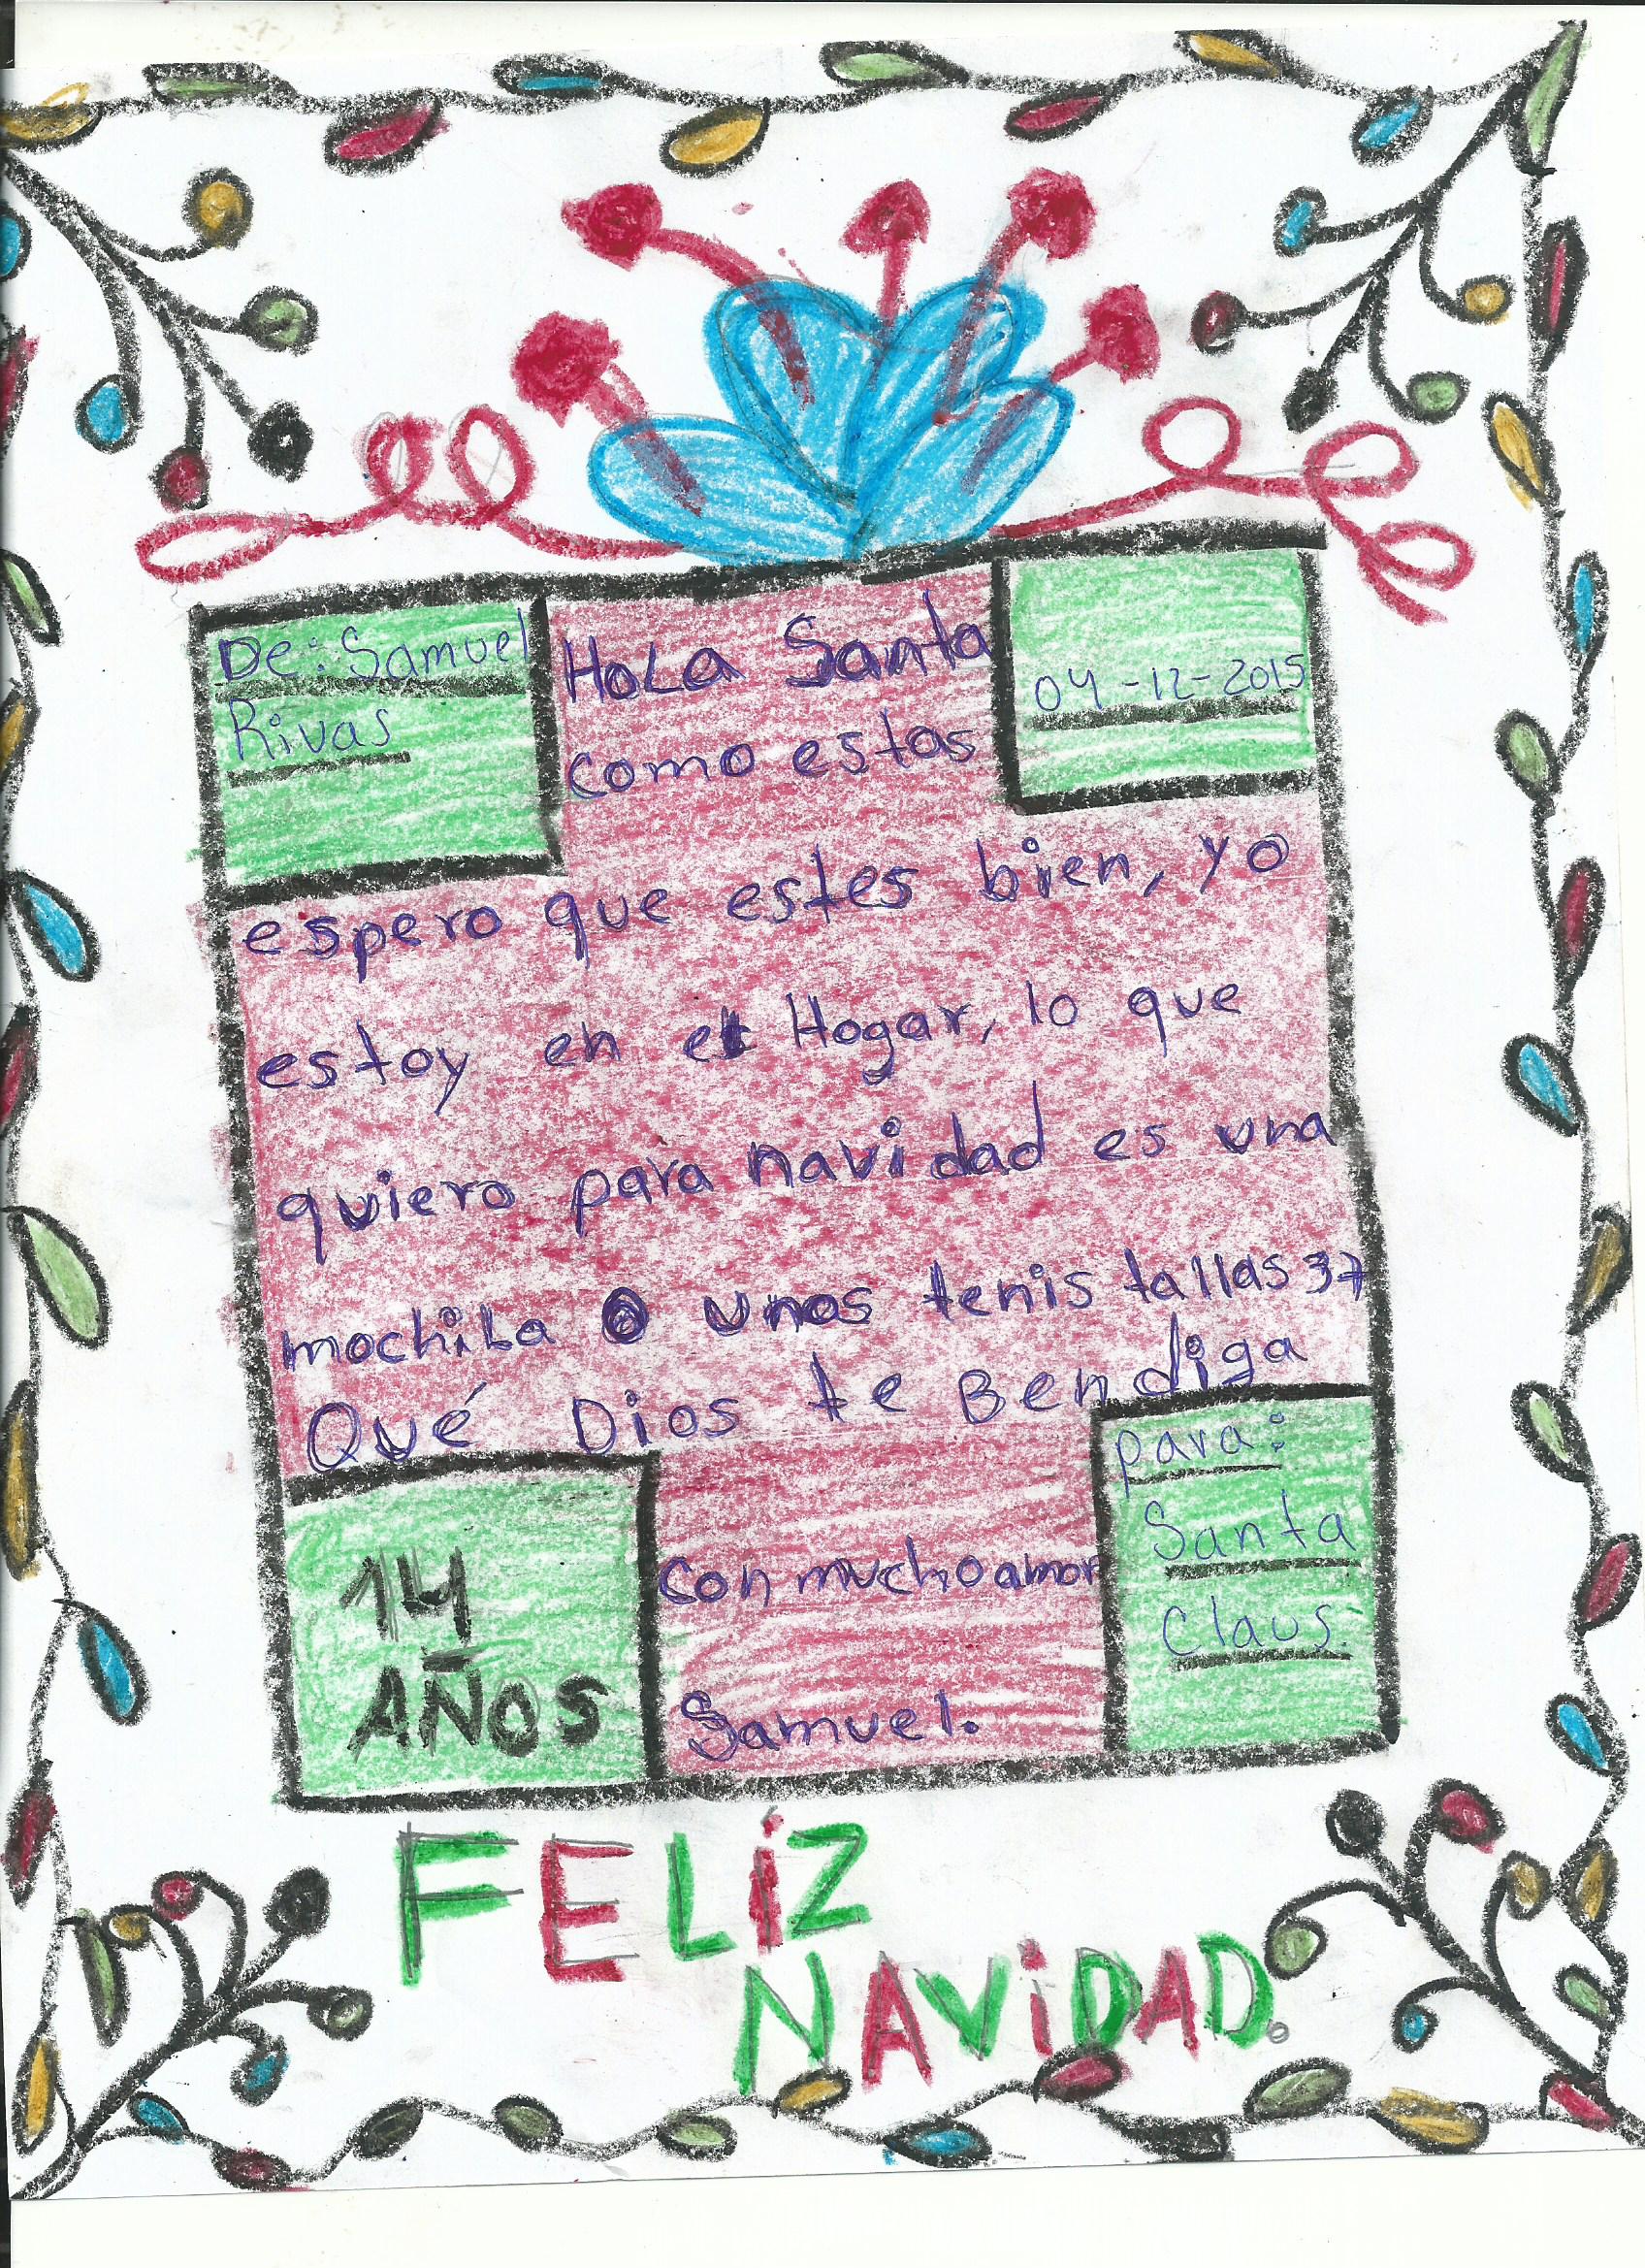 De: Samuel
Rivas
04-12-2015
HoLa Santa
como estas
espero que estes bien, yo
estoy en el Hogar, lo que
quiero para navidad es una
mochiLa o unos tenis tallas 37
Qué Dios te Bendiga
con mucho amor
Samuel.
14
AÑOS
para:
Santa
Claus.
FELíZ
NAViDAD.